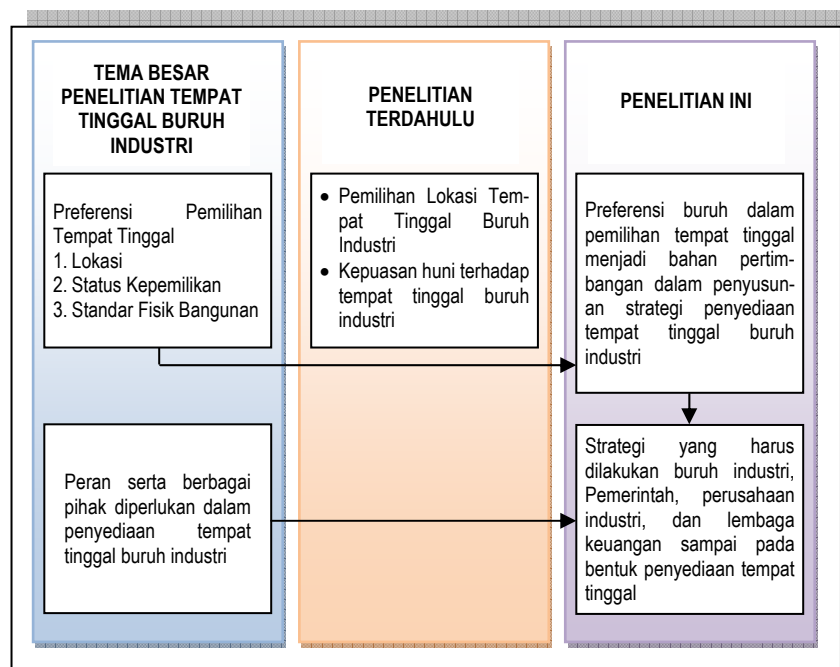 TEMA BESAR
PENELITIAN TEMPAT
TINGGAL BURUH
INDUSTRI
Preferensi Pemilihan
Tempat Tinggal
1. Lokasi
2. Status Kepemilikan
3. Standar Fisik Bangunan
Peran serta berbagai
pihak diperlukan dalam
penyediaan tempat
tinggal buruh industri
PENELITIAN
TERDAHULU
• Pemilihan Lokasi Tem-
pat Tinggal Buruh
Industri
• Kepuasan huni terhadap
tempat tinggal buruh
industri
PENELITIAN INI
Preferensi buruh dalam
pemilihan tempat tinggal
menjadi bahan pertim-
bangan dalam penyusun-
an strategi penyediaan
tempat tinggal buruh
industri
Strategi yang harus
dilakukan buruh industri,
Pemerintah, perusahaan
industri, dan lembaga
keuangan sampai pada
bentuk penyediaan tempat
tinggal